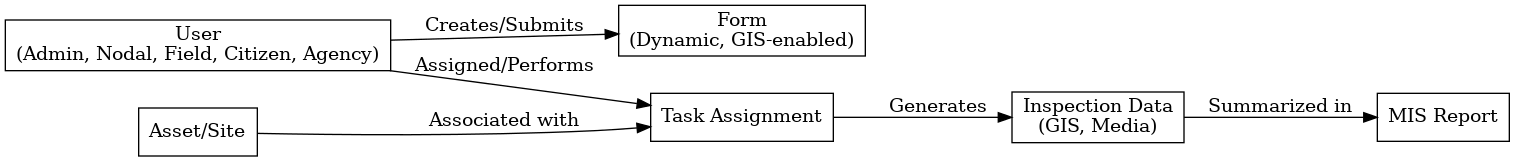 User
(Admin, Nodal, Field, Citizen, Agency)
Creates/Submits
Form
(Dynamic, GIS-enabled)
Assigned/Performs
Asset/Site
Associated with
Task Assignment
Generates
Inspection Data
(GIS, Media)
Summarized in
MIS Report